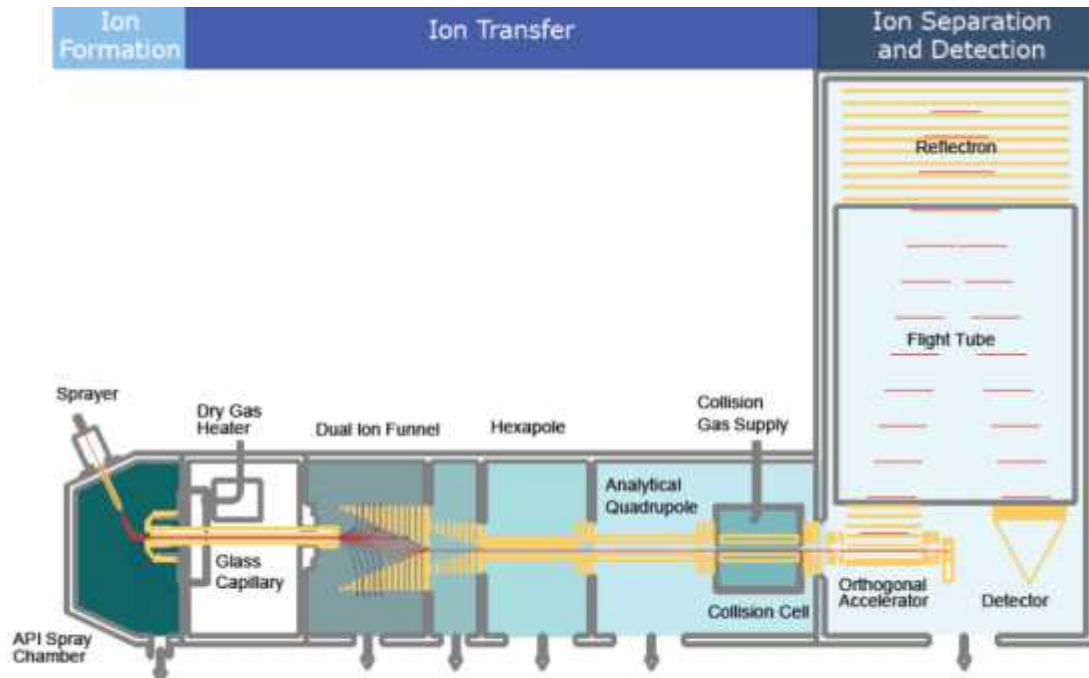 Ion
Formation
Ion Transfer
Ion Separation
and Detection
Reflectron
Flight Tube
Sprayer
Dry Gas
Heater
Dual Ion Funnel
Hexapole
Collision
Gas Supply
Analytical
Quadrupole
Glass
Capillary
Collision Cell
Orthogonal
Accelerator
Detector
API Spray
Chamber